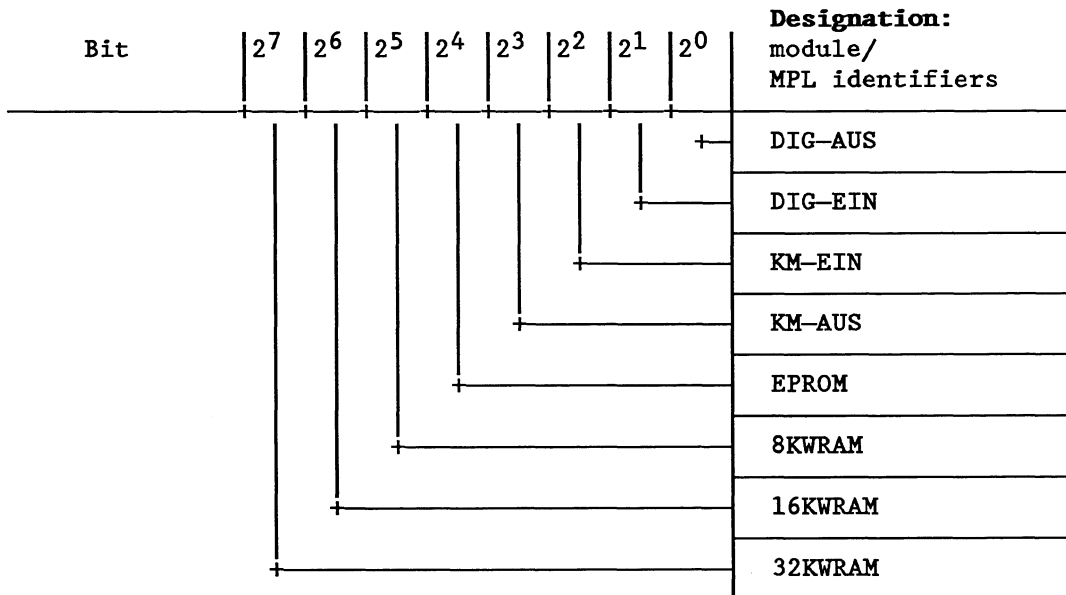 Designation:
Bit 2^7 2^6 2^5 2^4 2^3 2^2 2^1 2^0 module/
MPL identifiers
DIG-AUS
DIG-EIN
KM-EIN
KM-AUS
EPROM
8KWRAM
16KWRAM
32KWRAM